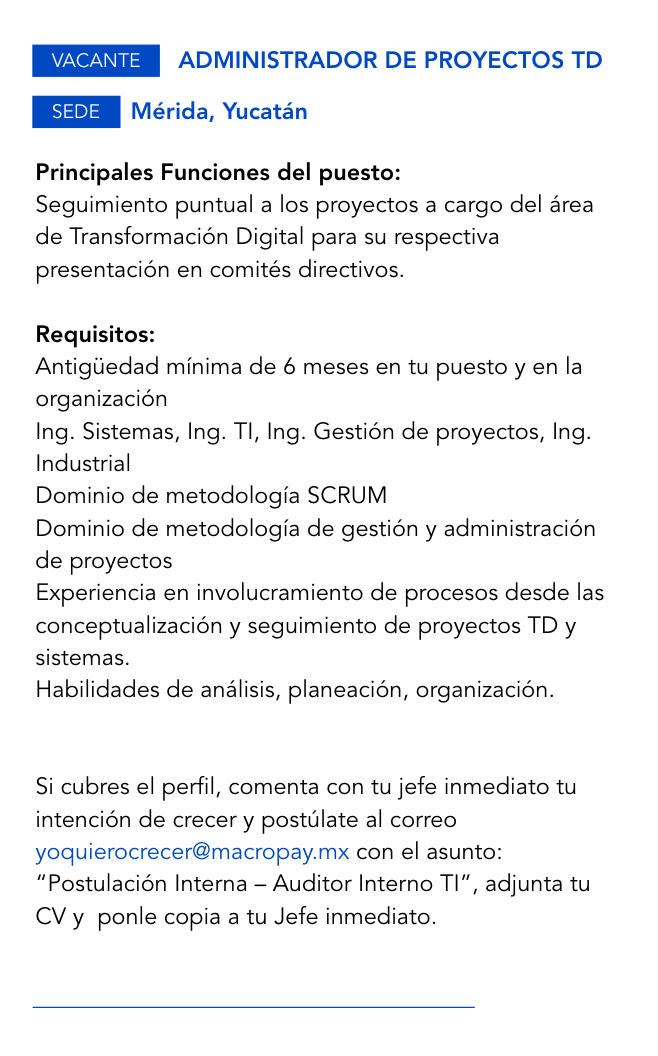 VACANTE ADMINISTRADOR DE PROYECTOS TD
SEDE Mérida, Yucatán
Principales Funciones del puesto:
Seguimiento puntual a los proyectos a cargo del área
de Transformación Digital para su respectiva
presentación en comités directivos.
Requisitos:
Antigüedad mínima de 6 meses en tu puesto y en la
organización
Ing. Sistemas, Ing. TI, Ing. Gestión de proyectos, Ing.
Industrial
Dominio de metodología SCRUM
Dominio de metodología de gestión y administración
de proyectos
Experiencia en involucramiento de procesos desde las
conceptualización y seguimiento de proyectos TD y
sistemas.
Habilidades de análisis, planeación, organización.
Si cubres el perfil, comenta con tu jefe inmediato tu
intención de crecer y postúlate al correo
yoquierocrecer@macropay.mx con el asunto:
“Postulación Interna – Auditor Interno TI”, adjunta tu
CV y  ponle copia a tu Jefe inmediato.